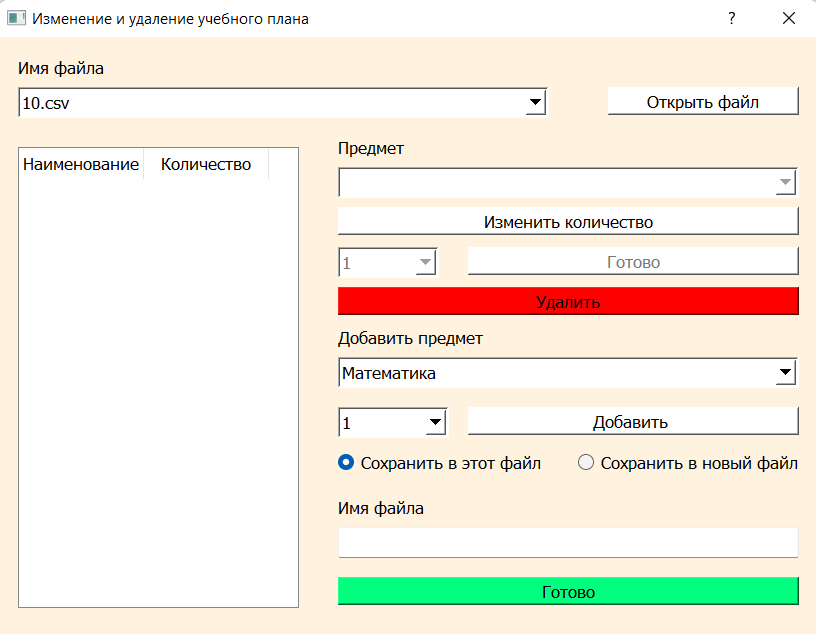 Изменение и удаление учебного плана
Имя файла
10.csv
Открыть файл
Наименование Количество
Предмет
Изменить количество
1
Готово
Удалить
Добавить предмет
Математика
1
Добавить
Сохранить в этот файл
Сохранить в новый файл
Имя файла
Готово